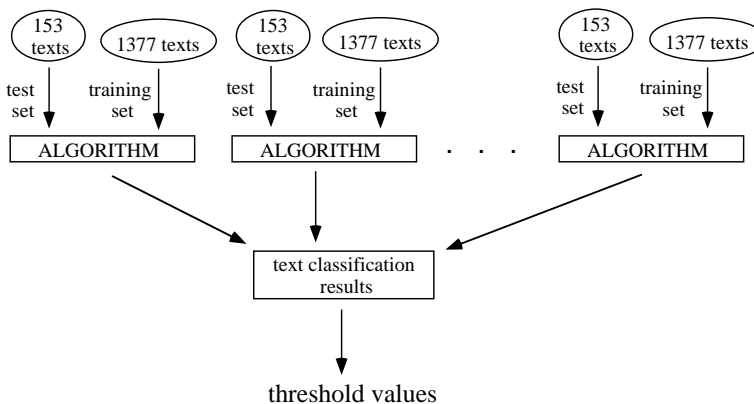 153
texts
1377 texts
153
texts
1377 texts
153
texts
1377 texts
test
set
training
set
test
set
training
set
test
set
training
set
ALGORITHM
ALGORITHM
. . .
ALGORITHM
text classification
results
threshold values